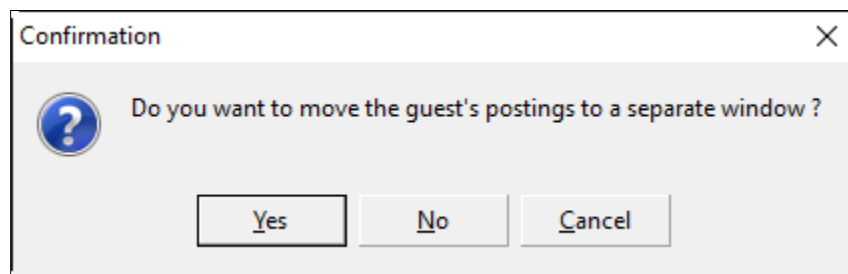 Confirmation
Do you want to move the guest's postings to a separate window ?
Yes No Cancel